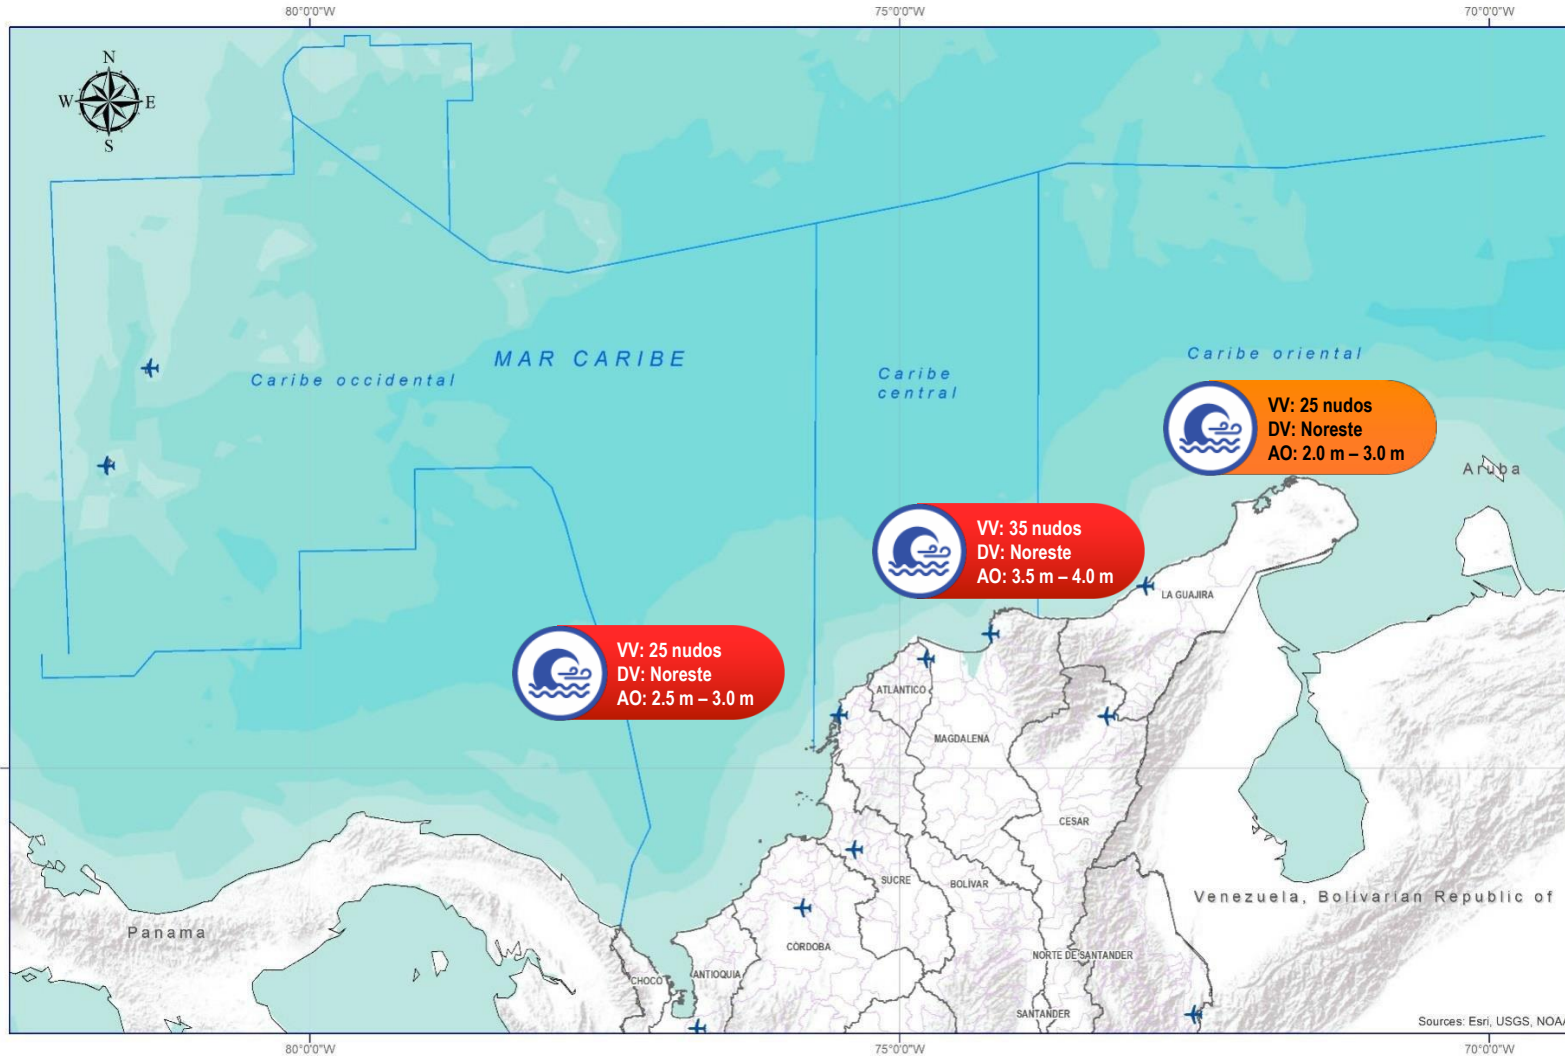 80°0'0"W
75°0'0"W
70°0'0"W
N
W
E
S
MAR CARIBE
Caribe occidental
Caribe
central
Caribe oriental
VV: 25 nudos
DV: Noreste
AO: 2.0 m – 3.0 m
Aruba
VV: 35 nudos
DV: Noreste
AO: 3.5 m – 4.0 m
LA GUAJIRA
VV: 25 nudos
DV: Noreste
AO: 2.5 m – 3.0 m
ATLÁNTICO
MAGDALENA
CESAR
SUCRE
BOLÍVAR
Venezuela, Bolivarian Republic of
Panama
CÓRDOBA
NORTE DE SANTANDER
ANTIOQUIA
CHOCÓ
SANTANDER
Sources: Esri, USGS, NOAA
80°0'0"W
75°0'0"W
70°0'0"W